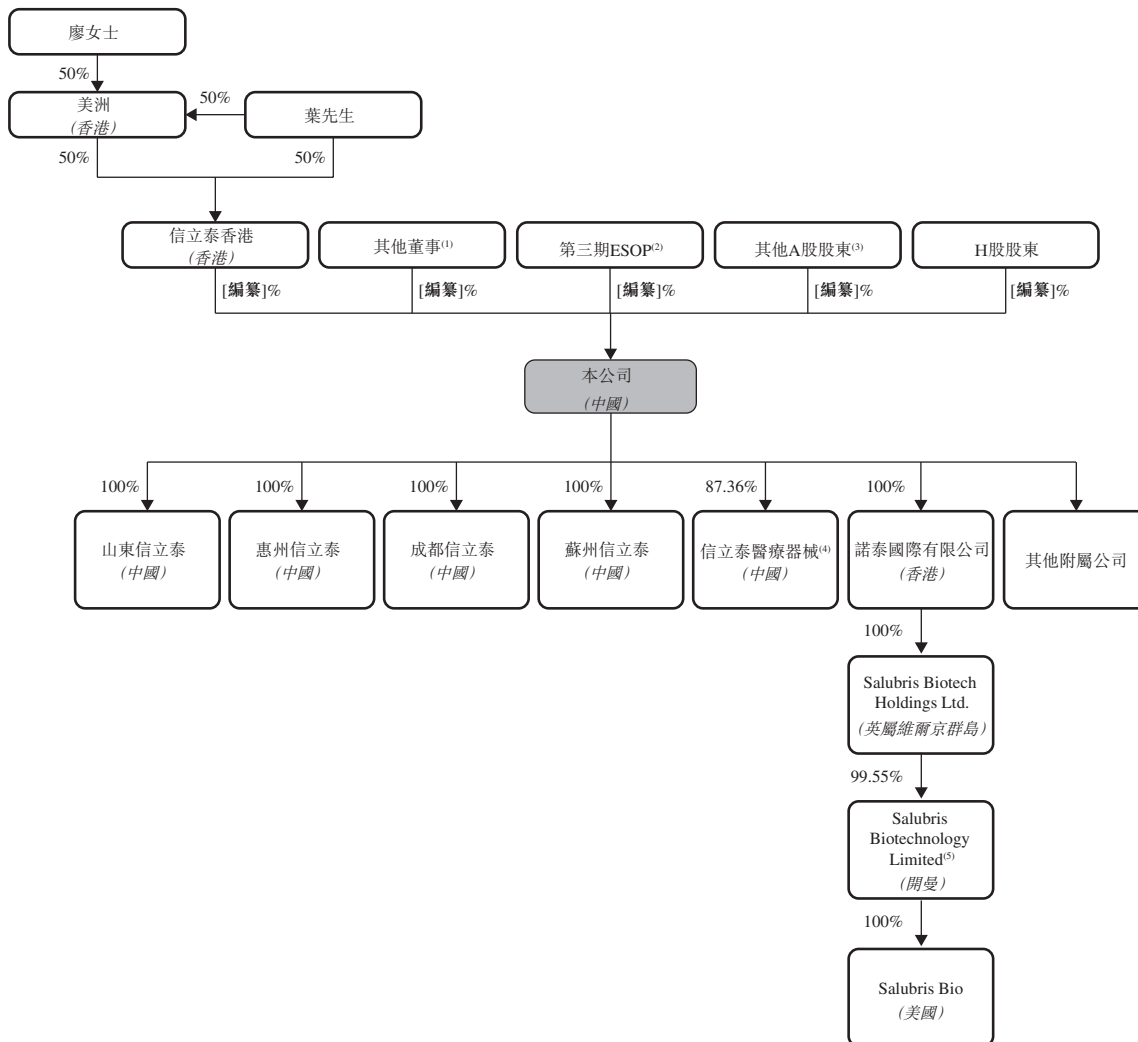 廖女士
50%
美洲
(香港)
50%
葉先生
50%
50%
信立泰香港
(香港)
其他董事(1)
第三期ESOP(2)
其他A股股東(3)
H股股東
[編纂]%
[編纂]%
[編纂]%
[編纂]%
[編纂]%
本公司
(中國)
100%
100%
100%
100%
87.36%
100%
山東信立泰
(中國)
惠州信立泰
(中國)
成都信立泰
(中國)
蘇州信立泰
(中國)
信立泰醫療器械(4)
(中國)
諾泰國際有限公司
(香港)
其他附屬公司
100%
Salubris Biotech
Holdings Ltd.
(英屬維爾京群島)
99.55%
Salubris
Biotechnology
Limited(5)
(開曼)
100%
Salubris Bio
(美國)